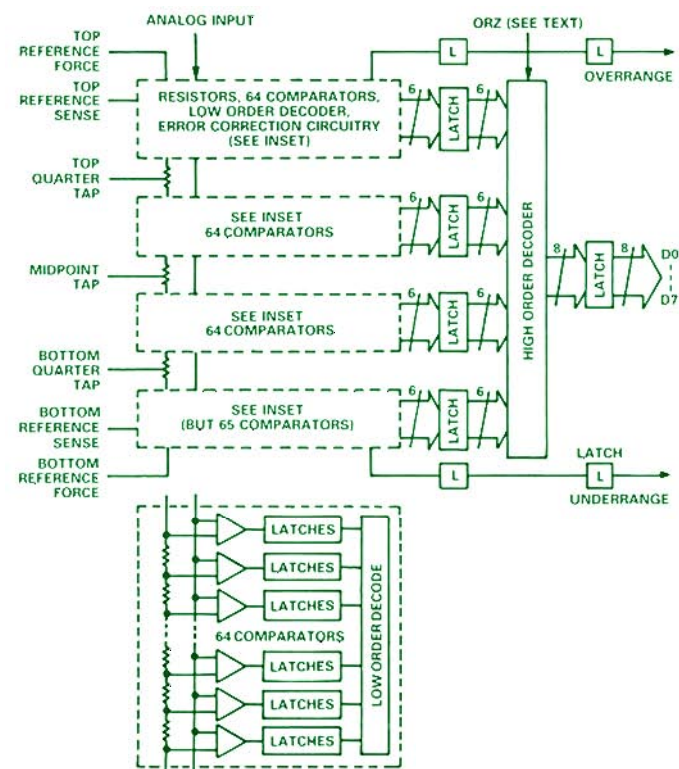 ANALOG INPUT
ORZ (SEE TEXT)
TOP
REFERENCE
FORCE
L
L
OVERRANGE
TOP
REFERENCE
SENSE
RESISTORS, 64 COMPARATORS,
LOW ORDER DECODER,
ERROR CORRECTION CIRCUITRY
(SEE INSET)
6
LATCH
6
TOP
QUARTER
TAP
SEE INSET
64 COMPARATORS
6
LATCH
6
HIGH ORDER DECODER
8
LATCH
8
D0
D7
MIDPOINT
TAP
SEE INSET
64 COMPARATORS
6
LATCH
6
BOTTOM
QUARTER
TAP
SEE INSET
(BUT 65 COMPARATORS)
6
LATCH
6
BOTTOM
REFERENCE
SENSE
BOTTOM
REFERENCE
FORCE
L
LATCH
L
UNDERRANGE
LATCHES
LATCHES
LATCHES
64 COMPARATORS
LATCHES
LATCHES
LATCHES
LOW ORDER DECODE